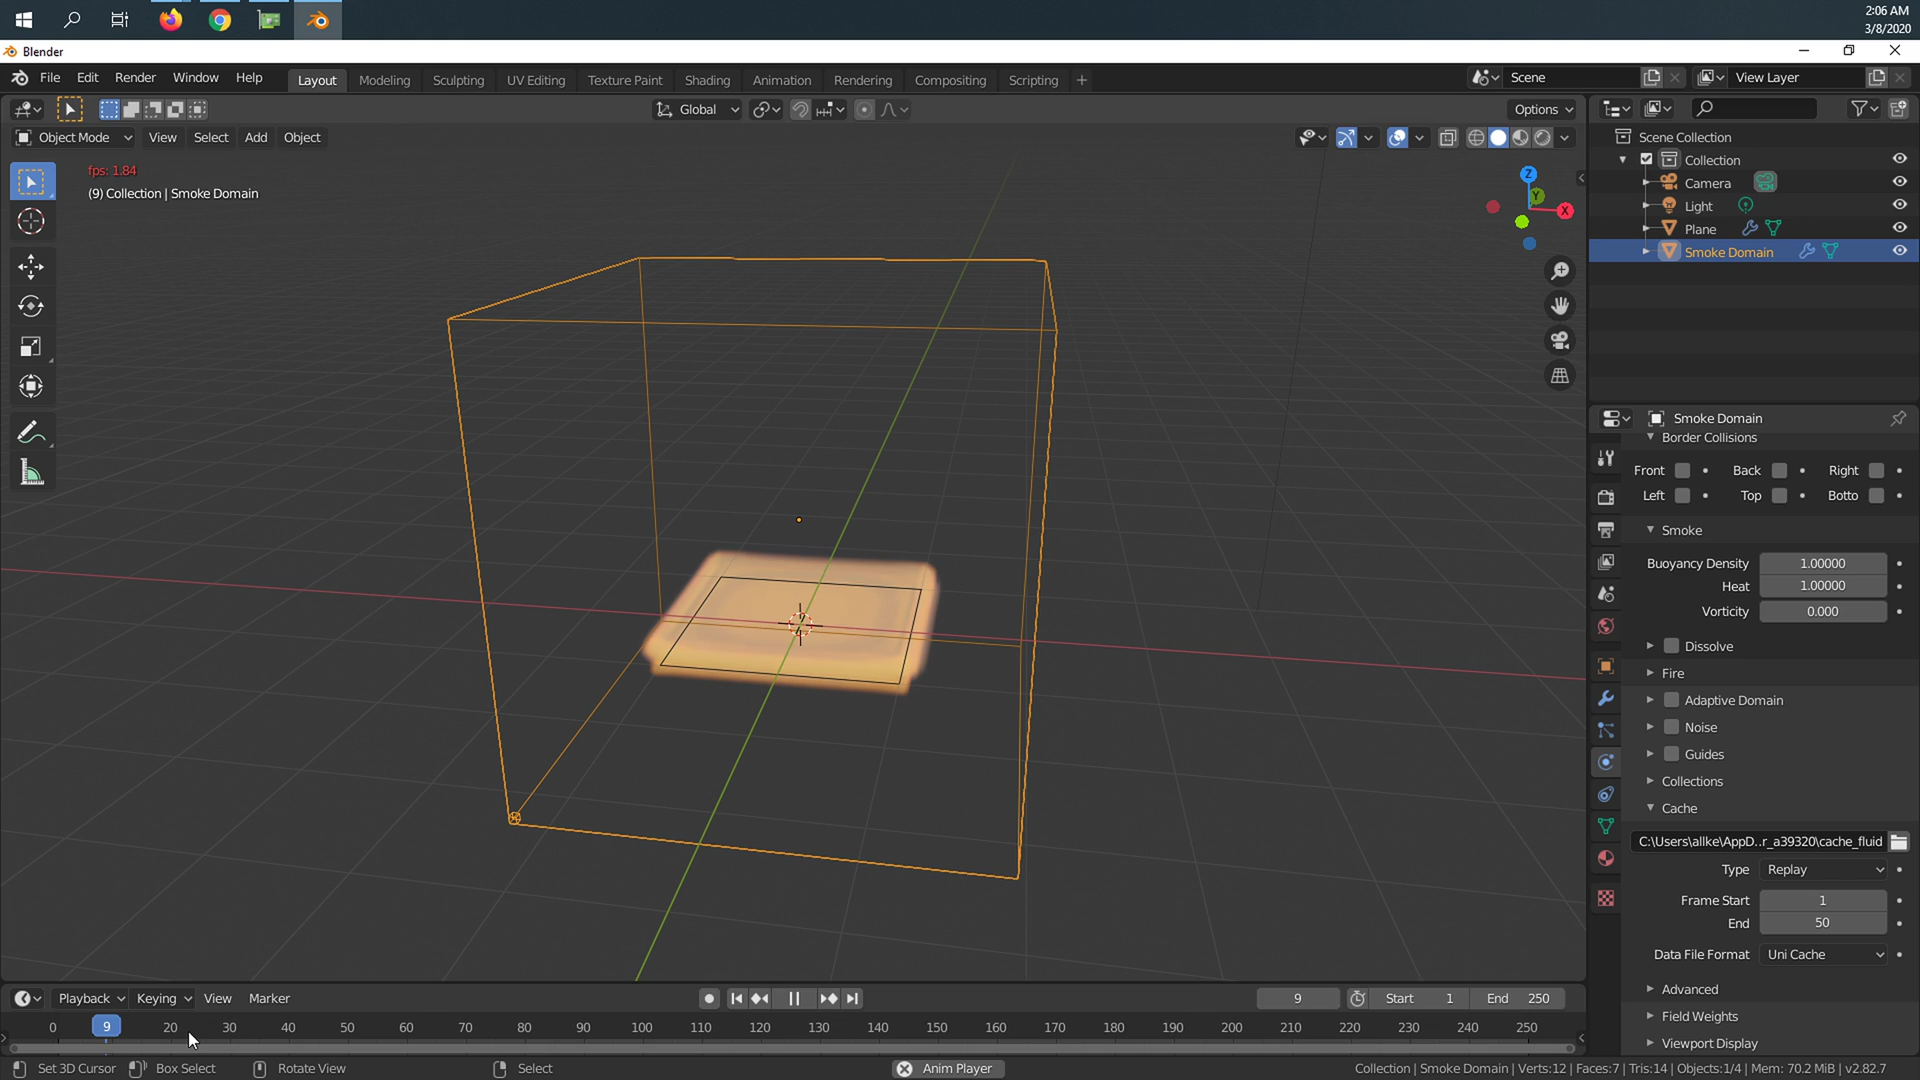 2:06 AM
3/8/2020
Blender
File Edit Render Window Help Layout Modeling Sculpting UV Editing Texture Paint Shading Animation Rendering Compositing Scripting + Scene View Layer
Global Options
Object Mode View Select Add Object
fps: 1.84
(9) Collection | Smoke Domain
Z
Y
X
Scene Collection
Collection
Camera
Light
Plane
Smoke Domain
Smoke Domain
Border Collisions
Front Back Right
Left Top Botto
Smoke
Buoyancy Density 1.00000
Heat 1.00000
Vorticity 0.000
Dissolve
Fire
Adaptive Domain
Noise
Guides
Collections
Cache
C:\Users\allke\AppD..r_a39320\cache_fluid
Type Replay
Frame Start 1
End 50
Data File Format Uni Cache
Advanced
Field Weights
Viewport Display
Playback Keying View Marker 9 Start 1 End 250
0 9 20 30 40 50 60 70 80 90 100 110 120 130 140 150 160 170 180 190 200 210 220 230 240 250
Set 3D Cursor Box Select Rotate View Select Anim Player Collection | Smoke Domain | Verts:12 | Faces:7 | Tris:14 | Objects:1/4 | Mem: 70.2 MiB | v2.82.7